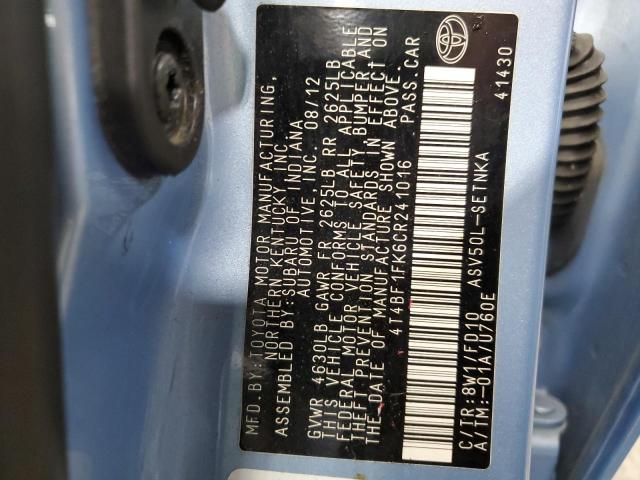 MFD.BY:TOYOTA MOTOR MANUFACTURING,
NORTHERN KENTUCKY INC.
ASSEMBLED BY:SUBARU OF INDIANA
AUTOMOTIVE, INC. 08/12
GVWR 4630LB GAWR FR 2625LB RR 2625LB
THIS VEHICLE CONFORMS TO ALL APPLICABLE
FEDERAL MOTOR VEHICLE SAFETY, BUMPER AND
THEFT PREVENTION STANDARDS IN EFFECT ON
THE DATE OF MANUFACTURE SHOWN ABOVE.
4T4BF1FK6CR241016 PASS.CAR
C/TR:8W1/FD10 ASV50L-SETNKA
A/TM:-01A/U760E 41430